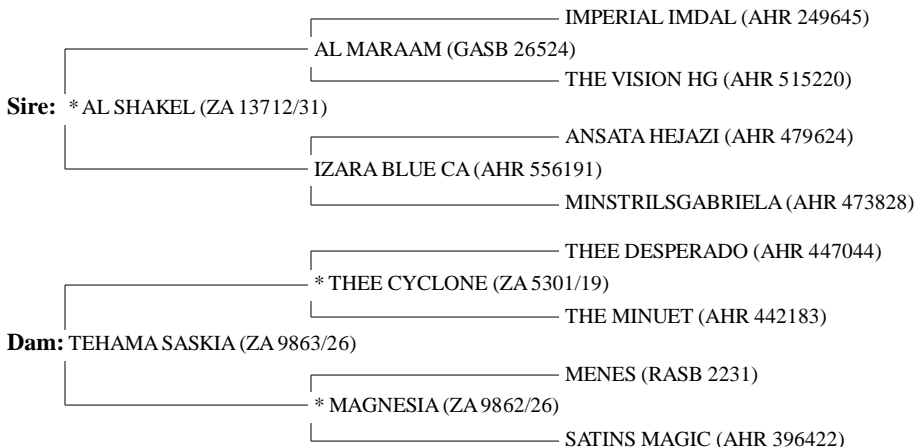 IMPERIAL IMDAL (AHR 249645)
AL MARAAM (GASB 26524)
THE VISION HG (AHR 515220)
Sire: * AL SHAKEL (ZA 13712/31)
ANSATA HEJAZI (AHR 479624)
IZARA BLUE CA (AHR 556191)
MINSTRILSGABRIELA (AHR 473828)
THEE DESPERADO (AHR 447044)
* THEE CYCLONE (ZA 5301/19)
THE MINUET (AHR 442183)
Dam: TEHAMA SASKIA (ZA 9863/26)
MENES (RASB 2231)
* MAGNESIA (ZA 9862/26)
SATINS MAGIC (AHR 396422)